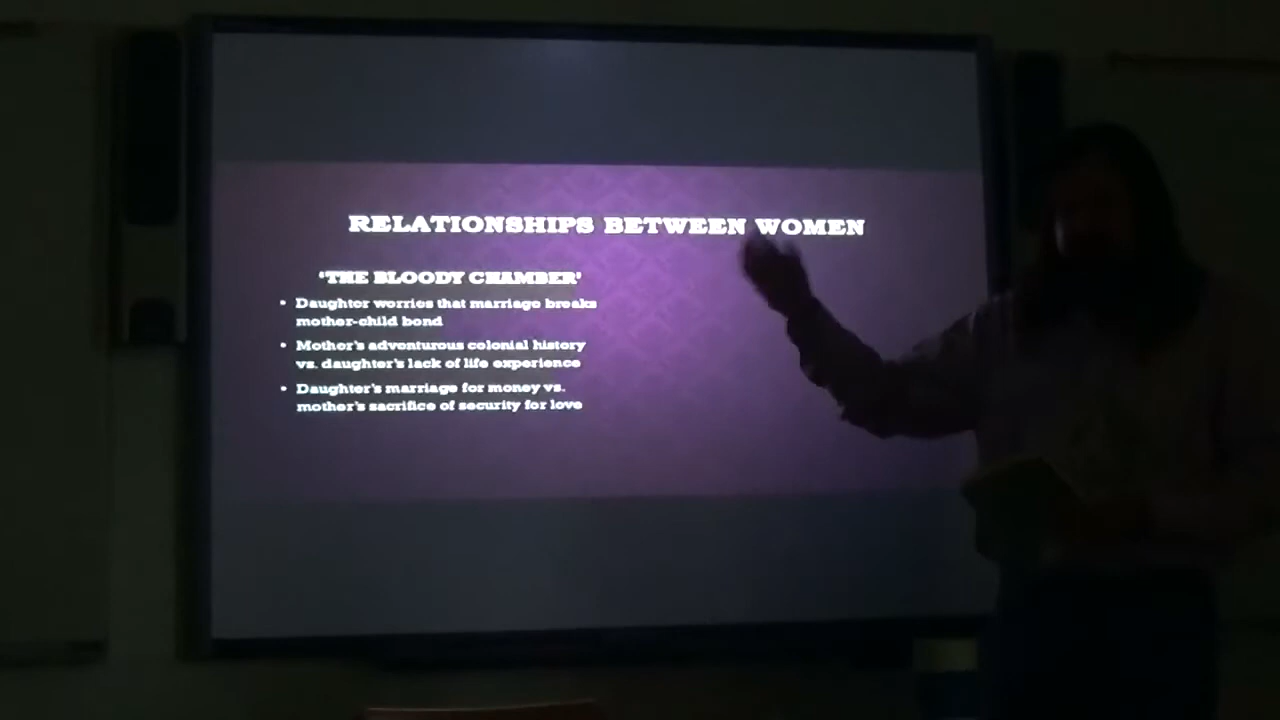 RELATIONSHIPS BETWEEN WOMEN
'THE BLOODY CHAMBER'
• Daughter worries that marriage breaks
mother-child bond
• Mother's adventurous colonial history
vs. daughter's lack of life experience
• Daughter's marriage for money vs.
mother's sacrifice of security for love